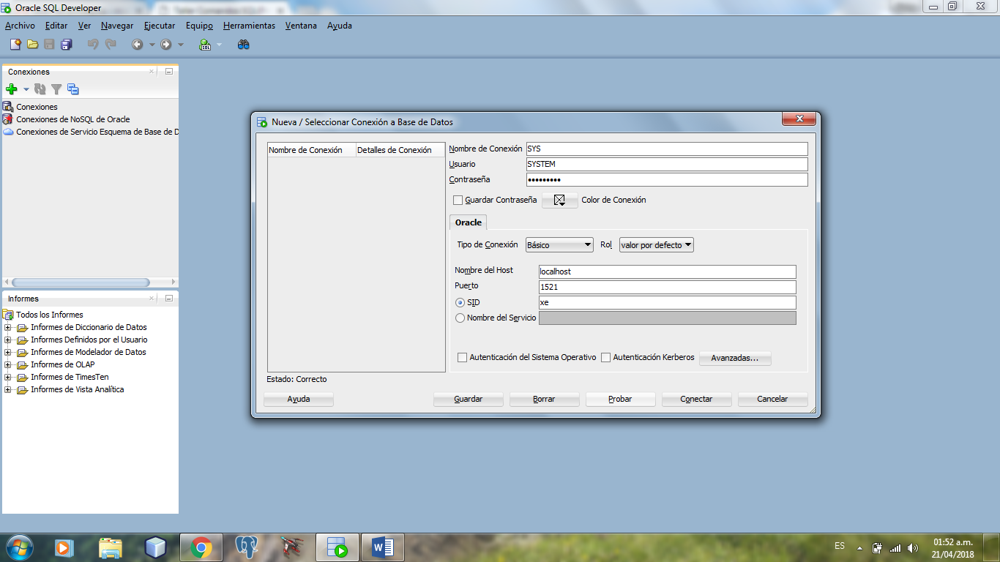 Oracle SQL Developer
Archivo Editar Ver Navegar Ejecutar Equipo Herramientas Ventana Ayuda
SQL
Conexiones
Conexiones
Conexiones de NoSQL de Oracle
Conexiones de Servicio Esquema de Base de D
Informes
Todos los Informes
Informes de Diccionario de Datos
Informes Definidos por el Usuario
Informes de Modelador de Datos
Informes de OLAP
Informes de TimesTen
Informes de Vista Analítica
Nueva / Seleccionar Conexión a Base de Datos
Nombre de Conexión Detalles de Conexión
Nombre de Conexión SYS
Usuario SYSTEM
Contraseña •••••••••
Guardar Contraseña Color de Conexión
Oracle
Tipo de Conexión Básico Rol valor por defecto
Nombre del Host localhost
Puerto 1521
SID xe
Nombre del Servicio
Autenticación del Sistema Operativo Autenticación Kerberos Avanzadas...
Estado: Correcto
Ayuda Guardar Borrar Probar Conectar Cancelar
ES
01:52 a.m.
21/04/2018